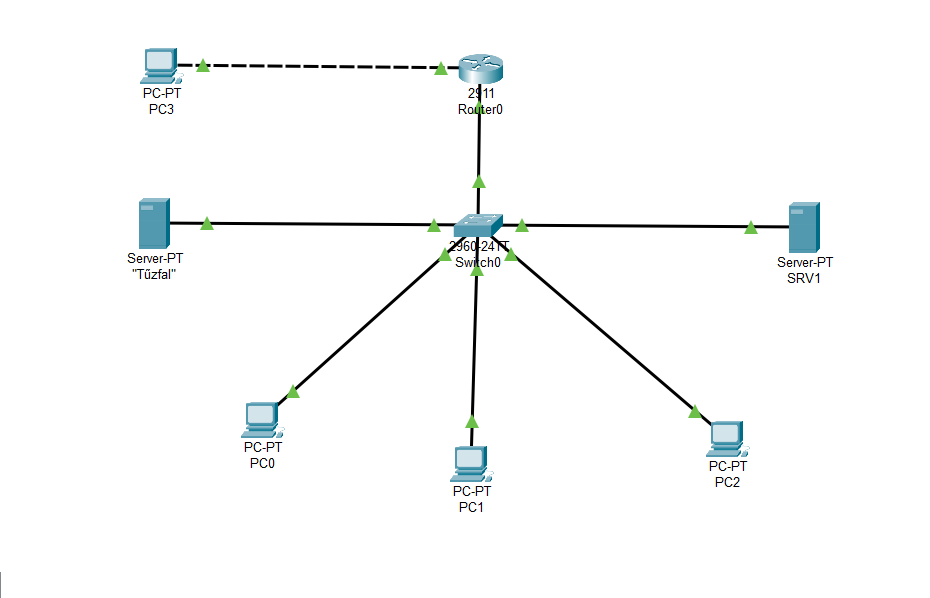 PC-PT
PC3
2911
Router0
Server-PT
"Tűzfal"
2960-24TT
Switch0
Server-PT
SRV1
PC-PT
PC0
PC-PT
PC1
PC-PT
PC2